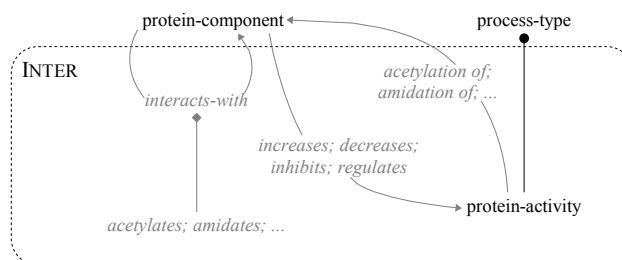 protein-component
process-type
INTER
acetylation of;
amidation of; ...
interacts-with
increases; decreases;
inhibits; regulates
protein-activity
acetylates; amidates; ...